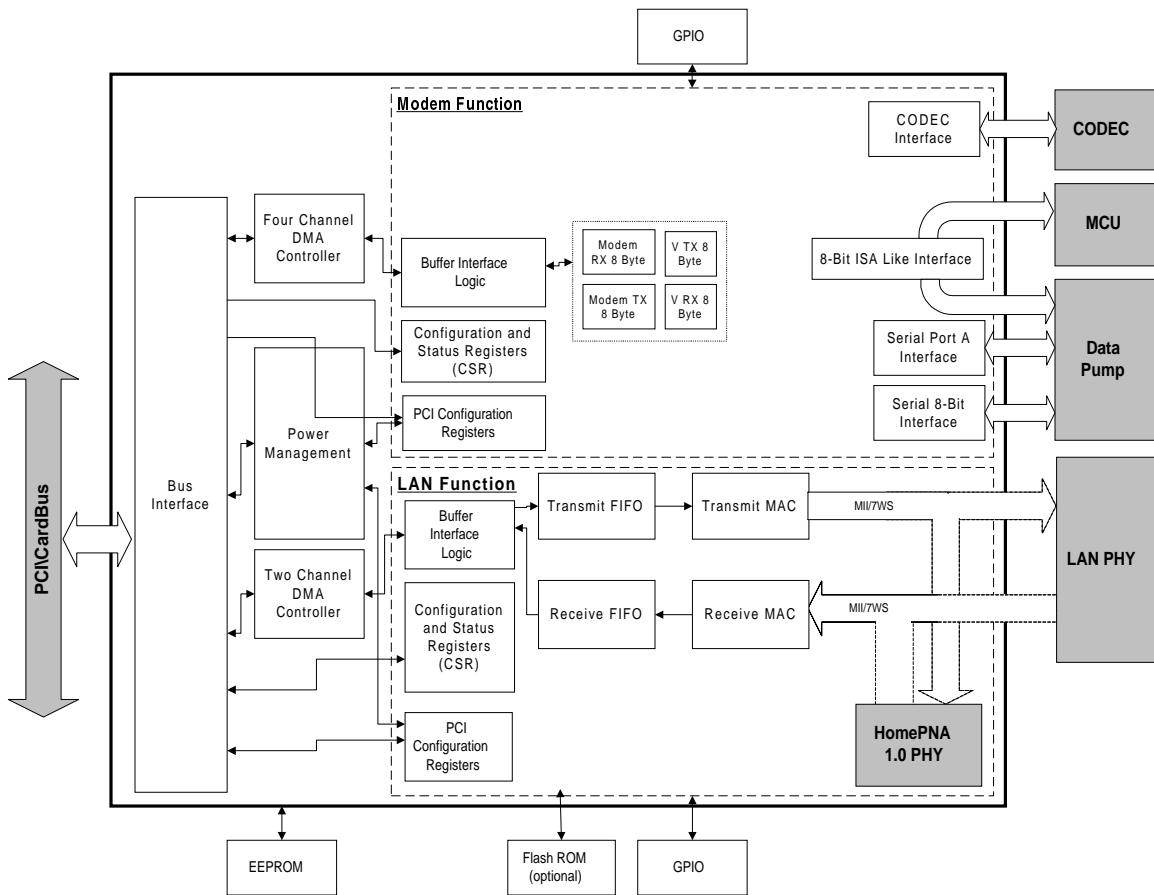 GPIO
Modem Function
CODEC
Interface
CODEC
MCU
Four Channel
DMA
Controller
Buffer Interface
Logic
Modem
RX 8 Byte
V TX 8
Byte
Modem TX
8 Byte
V RX 8
Byte
8-Bit ISA Like Interface
Configuration and
Status Registers
(CSR)
Serial Port A
Interface
Data
Pump
PCI Configuration
Registers
Serial 8-Bit
Interface
Power
Management
Bus
Interface
PCI\CardBus
LAN Function
Buffer
Interface
Logic
Transmit FIFO
Transmit MAC
MII/7WS
LAN PHY
Two Channel
DMA
Controller
Configuration
and Status
Registers
(CSR)
Receive FIFO
Receive MAC
MII/7WS
PCI
Configuration
Registers
HomePNA
1.0 PHY
EEPROM
Flash ROM
(optional)
GPIO